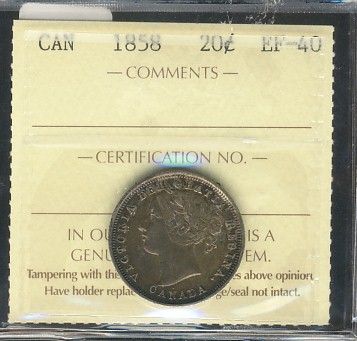 CAN 1858 20¢ EF-40
— COMMENTS —
— CERTIFICATION NO. —
VICTORIA DEI GRATIA REGINA.
CANADA
IN OU IS A
GENU EM.
Tampering with the s above opinion.
Have holder replac ge/seal not intact.